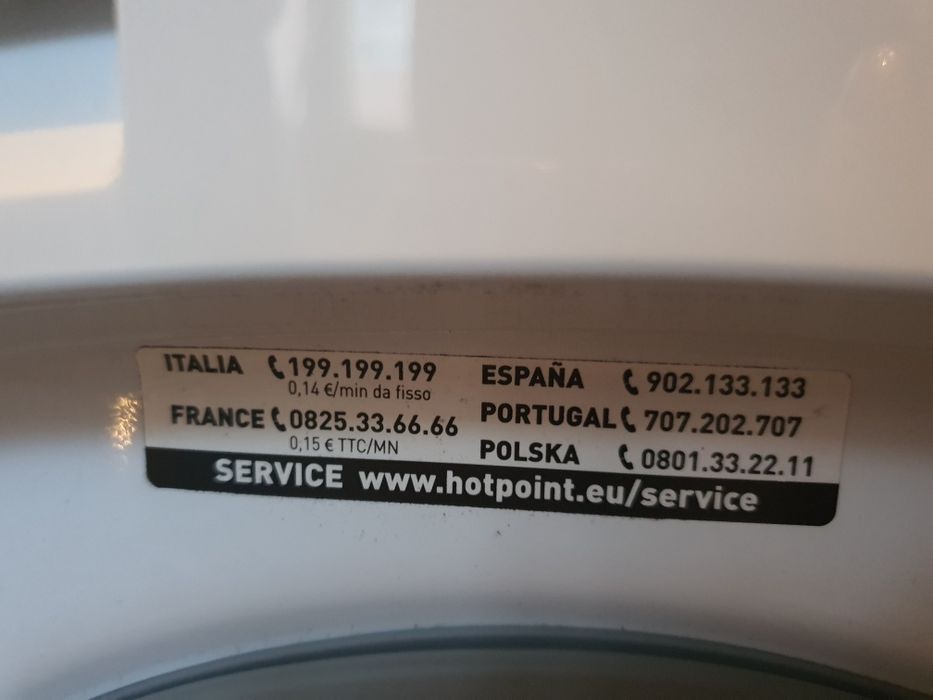 ITALIA 199.199.199
0,14 €/min da fisso
FRANCE 0825.33.66.66
0,15 € TTC/MN
ESPAÑA 902.133.133
PORTUGAL 707.202.707
POLSKA 0801.33.22.11
SERVICE www.hotpoint.eu/service